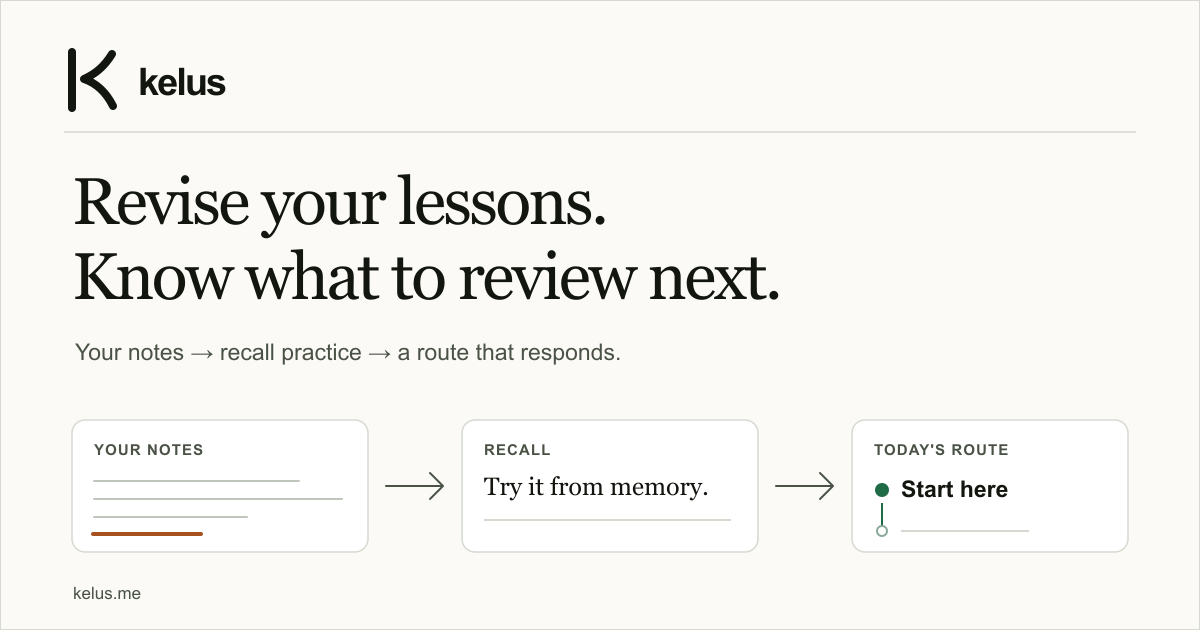 kelus
Revise your lessons.
Know what to review next.
Your notes → recall practice → a route that responds.
YOUR NOTES
RECALL
Try it from memory.
TODAY'S ROUTE
Start here
kelus.me